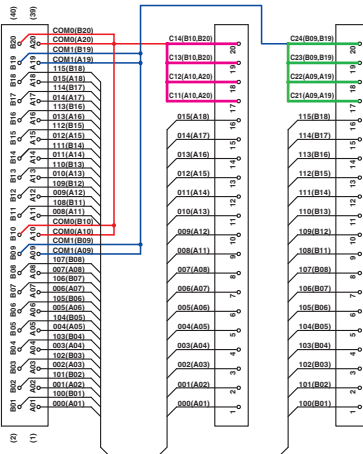 (40) (39)
B20 A20
B19 A19
B18 A18
B17 A17
B16 A16
B15 A15
B14 A14
B13 A13
B12 A12
B11 A11
B10 A10
B09 A09
B08 A08
B07 A07
B06 A06
B05 A05
B04 A04
B03 A03
B02 A02
B01 A01
(2) (1)
COM0(B20)
COM0(A20)
COM1(B19)
COM1(A19)
115(B18)
015(A18)
114(B17)
014(A17)
113(B16)
013(A16)
112(B15)
012(A15)
111(B14)
011(A14)
110(B13)
010(A13)
109(B12)
009(A12)
108(B11)
008(A11)
COM0(B10)
COM0(A10)
COM1(B09)
COM1(A09)
107(B08)
007(A08)
106(B07)
006(A07)
105(B06)
005(A06)
104(B05)
004(A05)
103(B04)
003(A04)
102(B03)
002(A03)
101(B02)
001(A02)
100(B01)
000(A01)
C14(B10,B20) 20
C13(B10,B20) 19
C12(A10,A20) 18
C11(A10,A20) 17
015(A18) 16
014(A17) 15
013(A16) 14
012(A15) 13
011(A14) 12
010(A13) 11
009(A12) 10
008(A11) 9
007(A08) 8
006(A07) 7
005(A06) 6
004(A05) 5
003(A04) 4
002(A03) 3
001(A02) 2
000(A01) 1
C24(B09,B19) 20
C23(B09,B19) 19
C22(A09,A19) 18
C21(A09,A19) 17
115(B18) 16
114(B17) 15
113(B16) 14
112(B15) 13
111(B14) 12
110(B13) 11
109(B12) 10
108(B11) 9
107(B08) 8
106(B07) 7
105(B06) 6
104(B05) 5
103(B04) 4
102(B03) 3
101(B02) 2
100(B01) 1